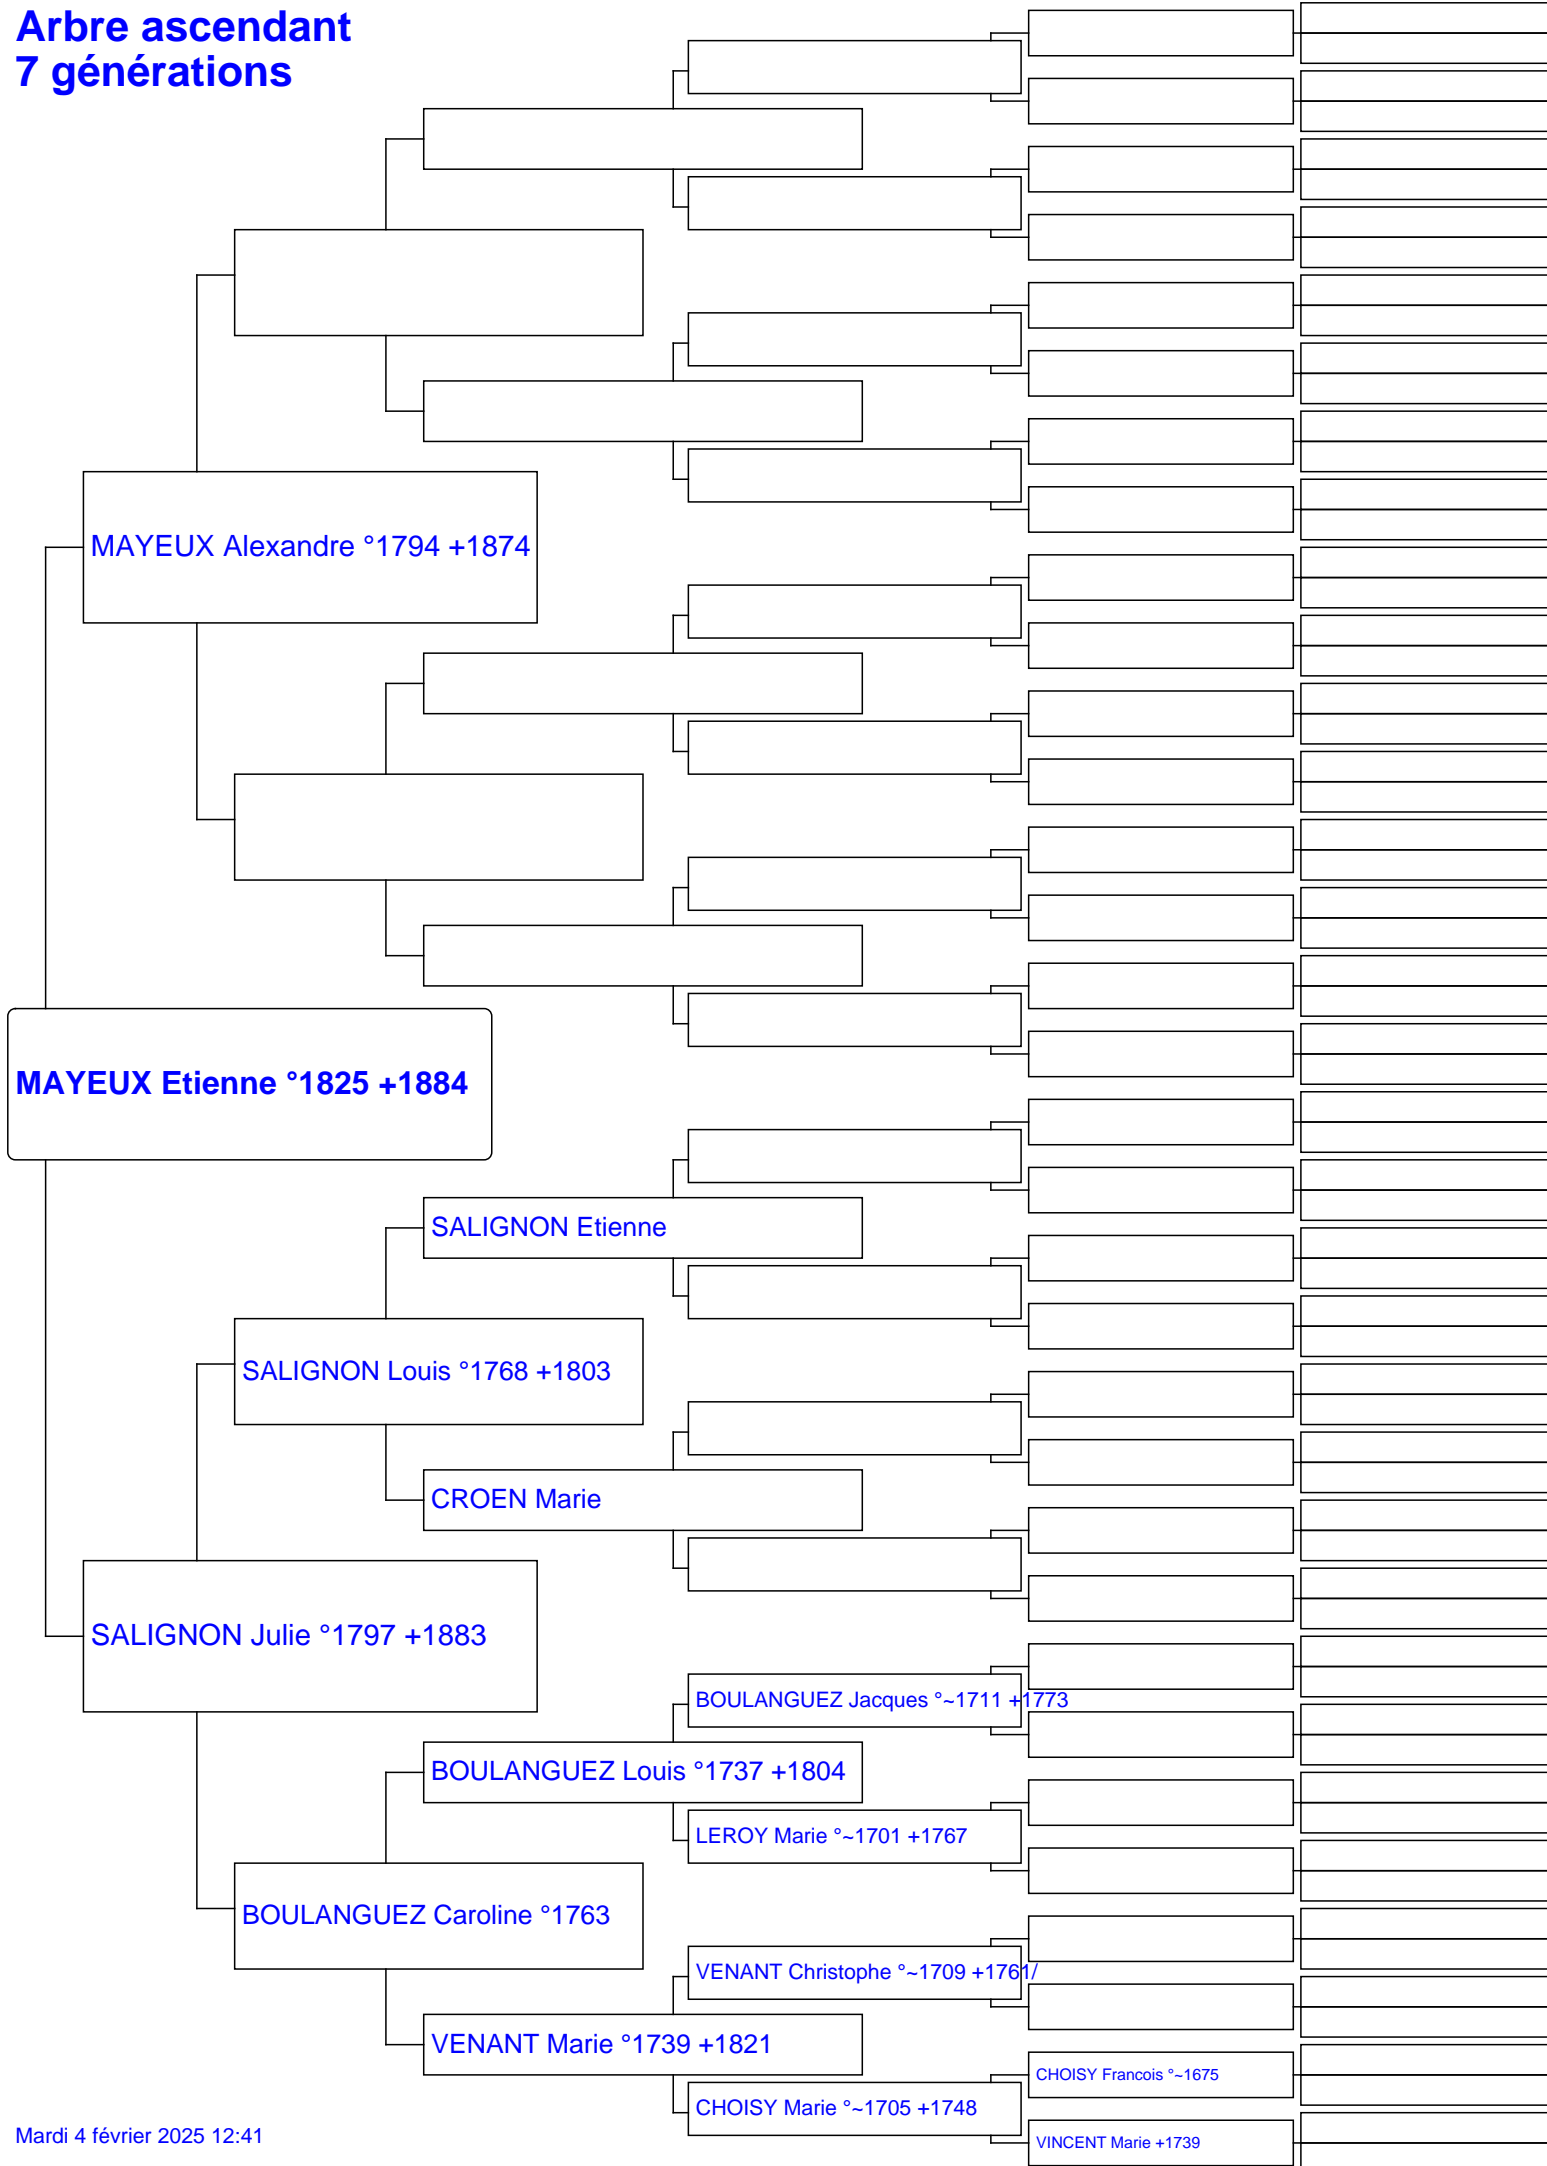 Arbre ascendant
7 générations
MAYEUX Alexandre °1794 +1874
MAYEUX Etienne °1825 +1884
SALIGNON Etienne
SALIGNON Louis °1768 +1803
CROEN Marie
SALIGNON Julie °1797 +1883
BOULANGUEZ Jacques °~1711 +1773
BOULANGUEZ Louis °1737 +1804
LEROY Marie °~1701 +1767
BOULANGUEZ Caroline °1763
VENANT Christophe °~1709 +1761/
VENANT Marie °1739 +1821
CHOISY Francois °~1675
CHOISY Marie °~1705 +1748
VINCENT Marie +1739
Mardi 4 février 2025 12:41